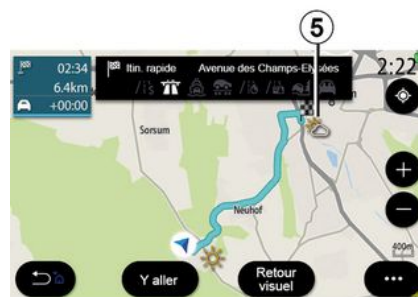 5
02:34
6.4km
+00:00
Itin. rapide Avenue des Champs-Elysées
2:22
Sorsum
Neuhof
400m
Y aller
Retour
visuel